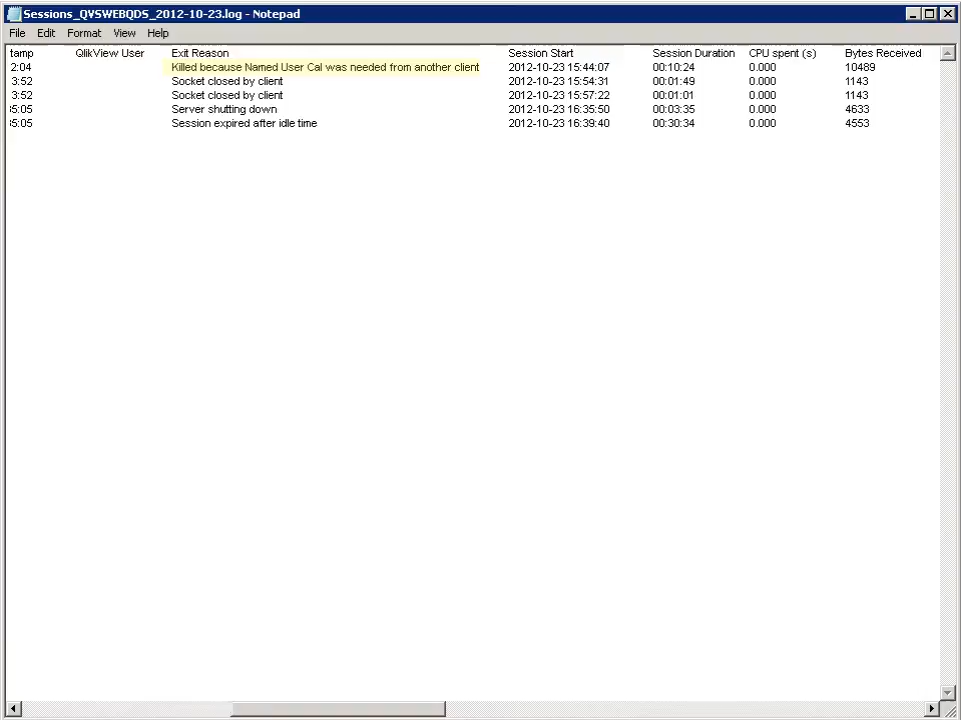 Sessions_QVSWEBQDS_2012-10-23.log - Notepad
File Edit Format View Help
tamp QlikView User Exit Reason Session Start Session Duration CPU spent (s) Bytes Received
2:04 Killed because Named User Cal was needed from another client 2012-10-23 15:44:07 00:10:24 0.000 10489
3:52 Socket closed by client 2012-10-23 15:54:31 00:01:49 0.000 1143
3:52 Socket closed by client 2012-10-23 15:57:22 00:01:01 0.000 1143
5:05 Server shutting down 2012-10-23 16:35:50 00:03:35 0.000 4633
5:05 Session expired after idle time 2012-10-23 16:39:40 00:30:34 0.000 4553